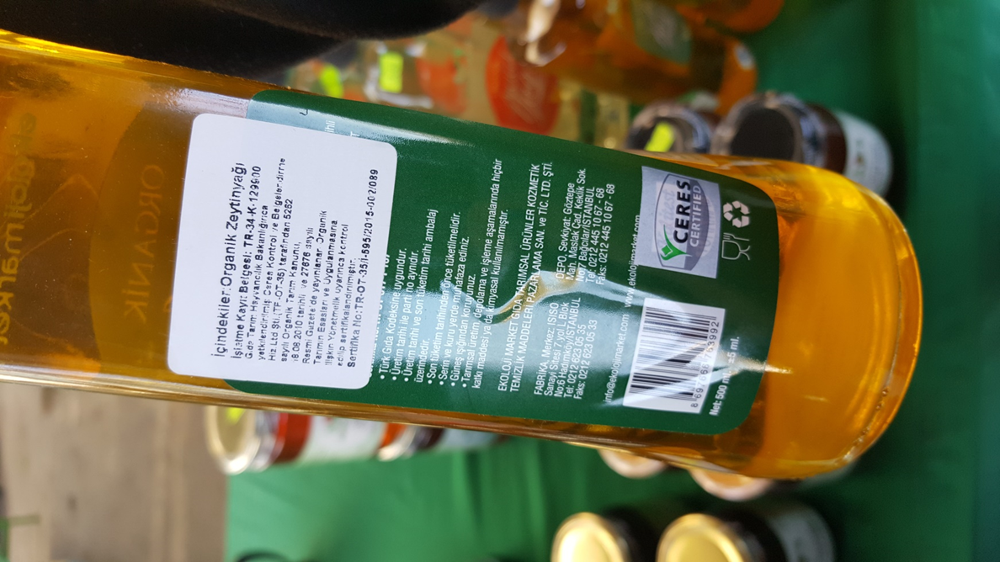 İçindekiler:Organik Zeytinyağı
İşletme Kayıt Belgesi: TR-34-K-129900
Gıda Tarım Hayvancılık Bakanlığınca
yetkilendirilmiş Ceres Kontrol ve Belgelendirme
Hiz Ltd Şti.(TR-OT-35) tarafından 5262
sayılı Organik Tarım Kanunu,
18.08.2010 tarihli ve 27676 sayılı
Resmi Gazete'de yayınlanan Organik
Tarımın Esasları ve Uygulanmasına
İlişkin Yönetmelik uyarınca kontrol
edilip sertifikalandırılmıştır.
Sertifika No:TR-OT-35/I-595/2015-002/089
• Türk Gıda Kodeksine uygundur.
• Üretim tarihi ile parti no aynıdır.
• Üretim tarihi ve son tüketim tarihi ambalaj
üzerindedir.
• Son tüketim tarihinden önce tüketilmelidir.
• Serin ve kuru yerde muhafaza ediniz.
• Güneş ışığından koruyunuz.
• Tarımsal üretim, depolama ve işleme aşamalarında hiçbir
katkı maddesi ya da kimyasal kullanılmamıştır.
EKOLOJİ MARKET GIDA TARIMSAL ÜRÜNLER KOZMETİK
TEMİZLİK MADDELERİ PAZARLAMA SAN. ve TİC. LTD. ŞTİ.
FABRİKA Merkez: İSİSO
Sanayi Sitesi 7.yol L Blok
No:6 Hadımköy/İSTANBUL
Tel: 0212 623 05 35
Faks: 0212 623 05 33
DEPO, Sevkiyat: Göztepe
Mah. Maslak Cad. Keklik Sok.
Bağcılar/İSTANBUL
Tel: 0212 445 10 67 - 68
Faks: 0212 445 10 67 - 68
info@ekolojimarket.com www.ekolojimarket.com
CERES
CERTIFIED
Net: 500 ml. ±5 ml.
ORGANİK